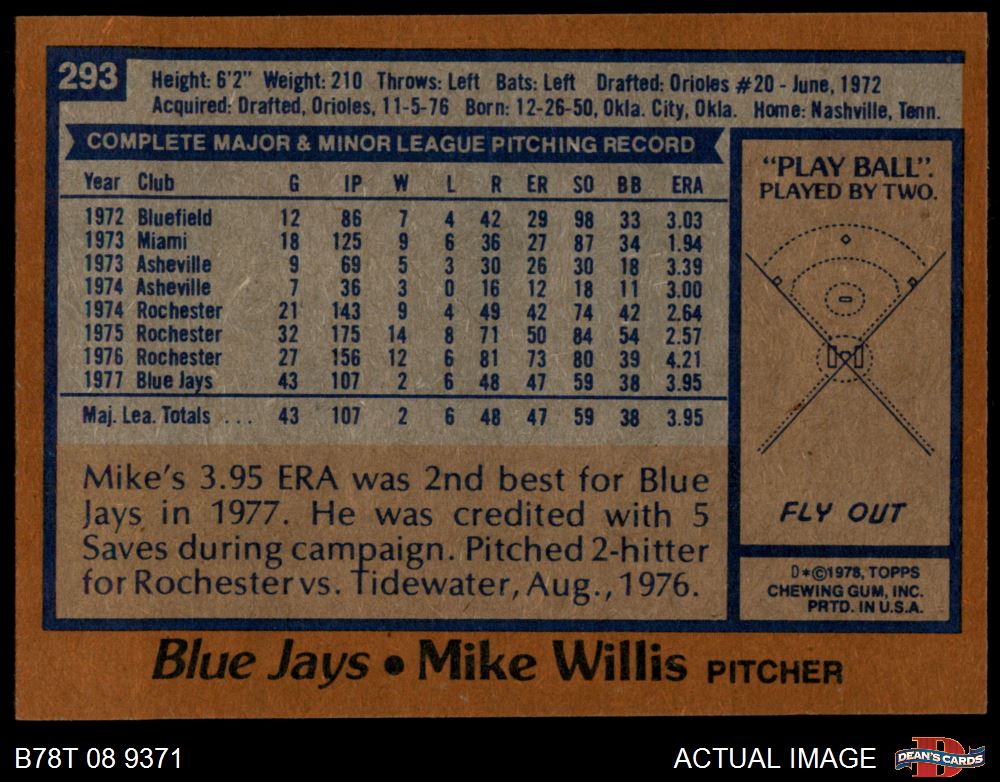 293
Height: 6'2" Weight: 210 Throws: Left Bats: Left Drafted: Orioles #20 - June, 1972
Acquired: Drafted, Orioles, 11-5-76 Born: 12-26-50, Okla. City, Okla. Home: Nashville, Tenn.
COMPLETE MAJOR & MINOR LEAGUE PITCHING RECORD
Year Club G IP W L R ER SO BB ERA
1972 Bluefield 12 86 7 4 42 29 98 33 3.03
1973 Miami 18 125 9 6 36 27 87 34 1.94
1973 Asheville 9 69 5 3 30 26 30 18 3.39
1974 Asheville 7 36 3 0 16 12 18 11 3.00
1974 Rochester 21 143 9 4 49 42 74 42 2.64
1975 Rochester 32 175 14 8 71 50 84 54 2.57
1976 Rochester 27 156 12 6 81 73 80 39 4.21
1977 Blue Jays 43 107 2 6 48 47 59 38 3.95
Maj. Lea. Totals . . . 43 107 2 6 48 47 59 38 3.95
Mike's 3.95 ERA was 2nd best for Blue
Jays in 1977. He was credited with 5
Saves during campaign. Pitched 2-hitter
for Rochester vs. Tidewater, Aug., 1976.
"PLAY BALL".
PLAYED BY TWO.
FLY OUT
D*©1978, TOPPS
CHEWING GUM, INC.
PRTD. IN U.S.A.
Blue Jays • Mike Willis PITCHER
B78T 08 9371
ACTUAL IMAGE
D
DEAN'S CARDS